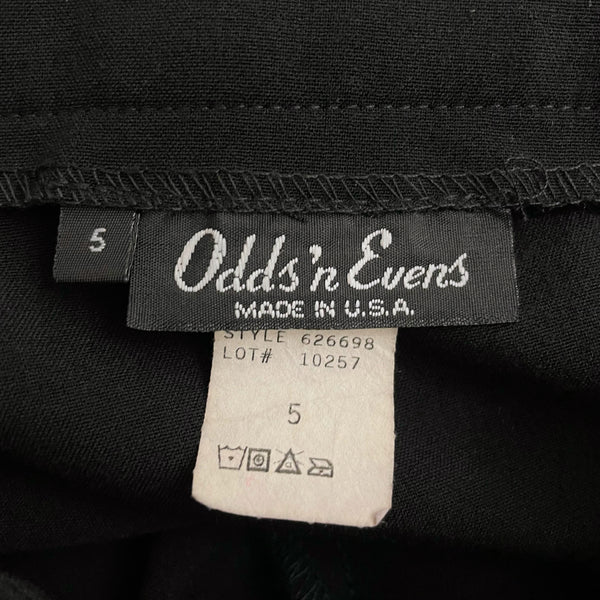 5
Odds'n Evens
MADE IN U.S.A.
STYLE 626698
LOT# 10257
5